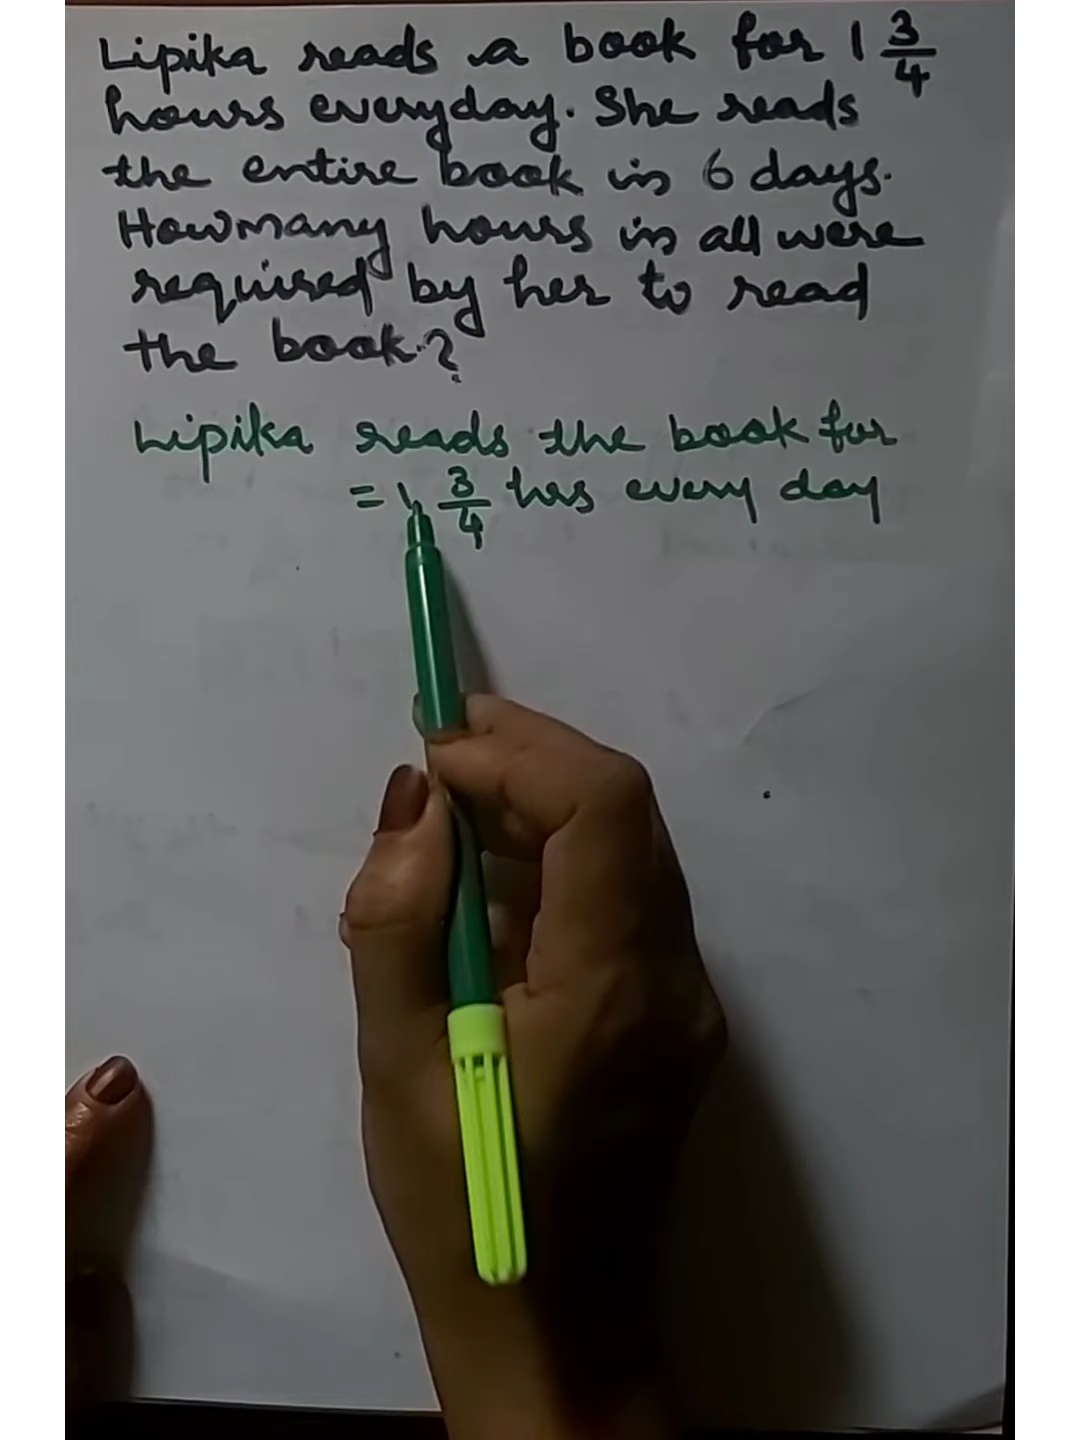 Lipika reads a book for 1 3/4
hours everyday. She reads
the entire book in 6 days.
How many hours in all were
required by her to read
the book?
Lipika reads the book for
= 1 3/4 hrs every day